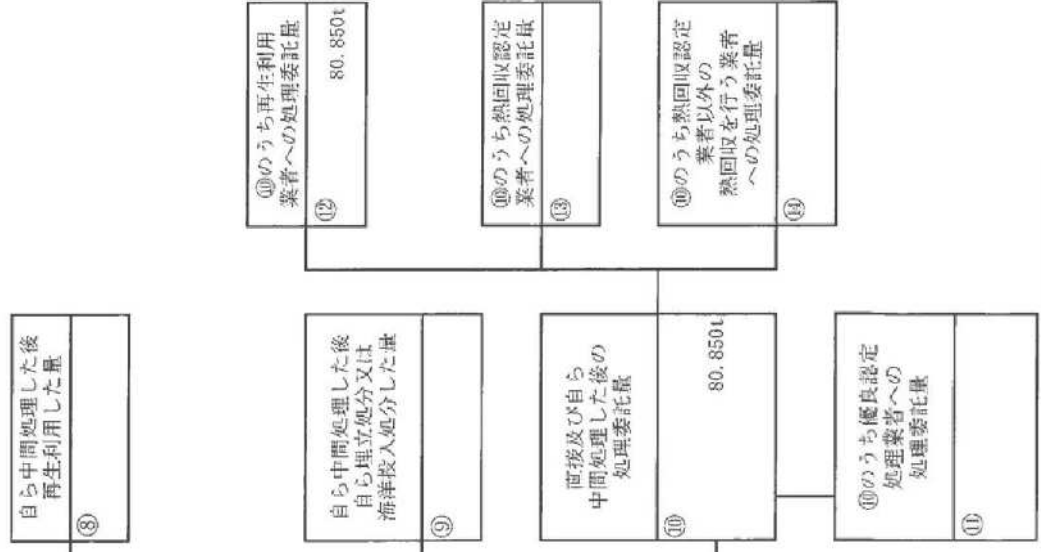 自ら中間処理した後
再生利用した量
⑧
自ら中間処理した後
自ら埋立処分又は
海洋投入処分した量
⑨
直接及び自ら
中間処理した後の
処理委託量
⑩
80.850t
⑩のうち優良認定
処理業者への
処理委託量
⑪
⑩のうち再生利用
業者への処理委託量
⑫
80.850t
⑩のうち熱回収認定
業者への処理委託量
⑬
⑩のうち熱回収認定
業者以外の
熱回収を行う業者
への処理委託量
⑭